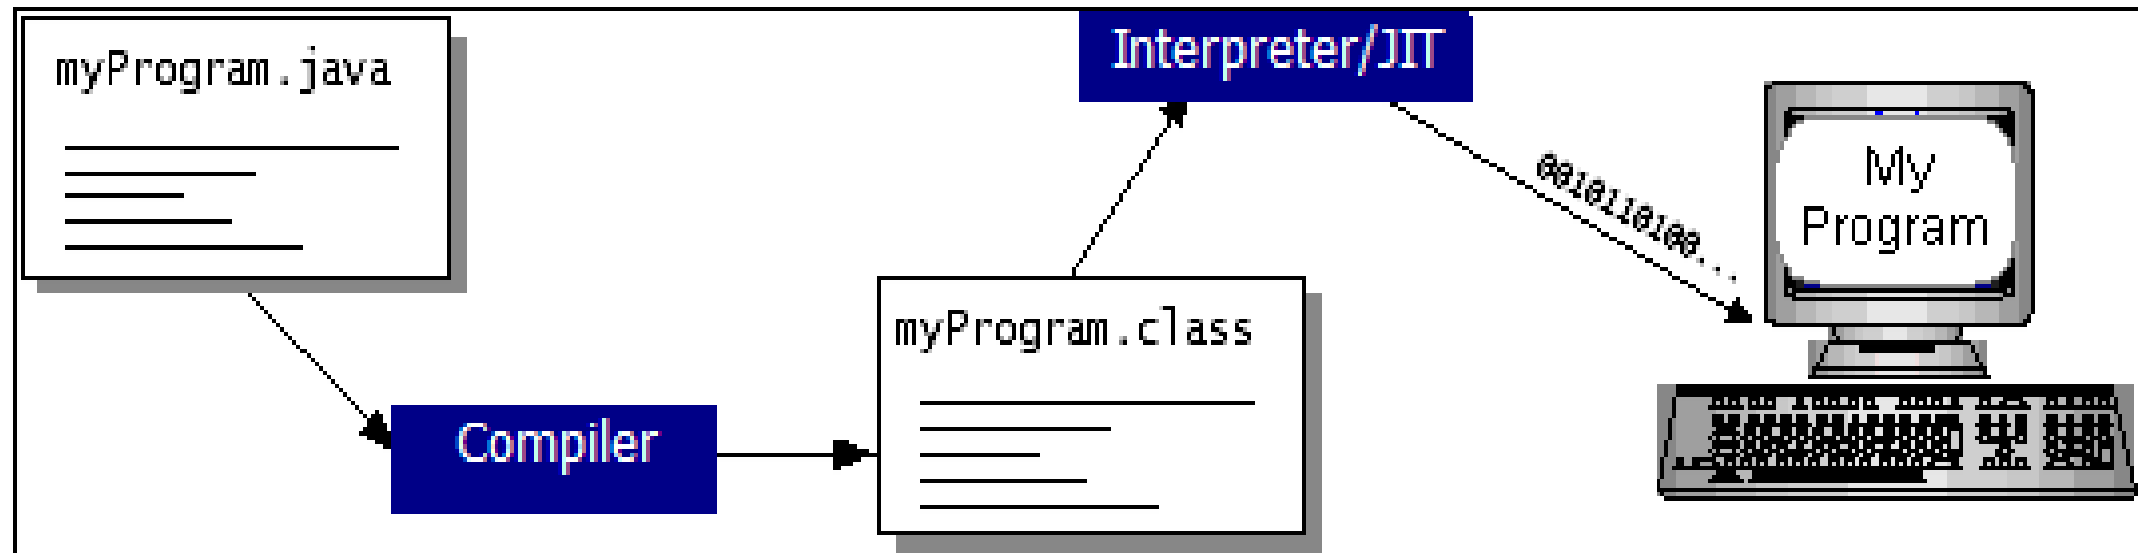 myProgram.java
Compiler
myProgram.class
Interpreter/JIT
0010110100...
My
Program